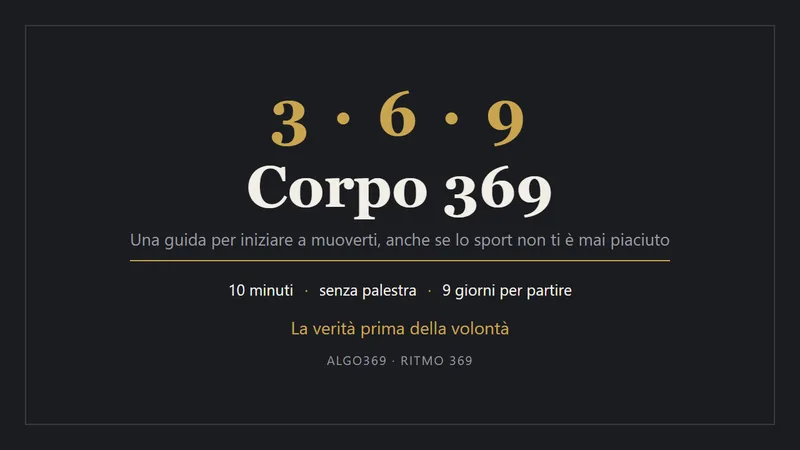 3 · 6 · 9
Corpo 369
Una guida per iniziare a muoverti, anche se lo sport non ti è mai piaciuto
10 minuti · senza palestra · 9 giorni per partire
La verità prima della volontà
ALGO369 · RITMO 369